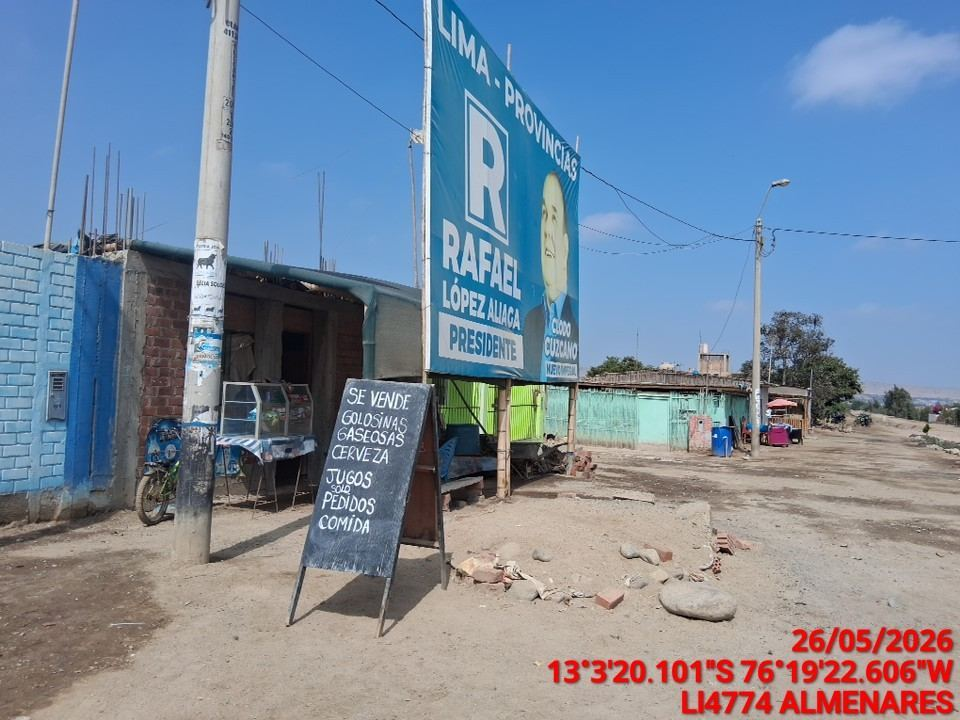 LIMA - PROVINCIAS
R
RAFAEL
LÓPEZ ALIAGA
PRESIDENTE
CLODO
GUZCANO
SE VENDE
GOLOSINAS
GASEOSAS
CERVEZA
JUGOS
SOLO
PEDIDOS
COMIDA
26/05/2026
13°3'20.101"S 76°19'22.606"W
LI4774 ALMENARES